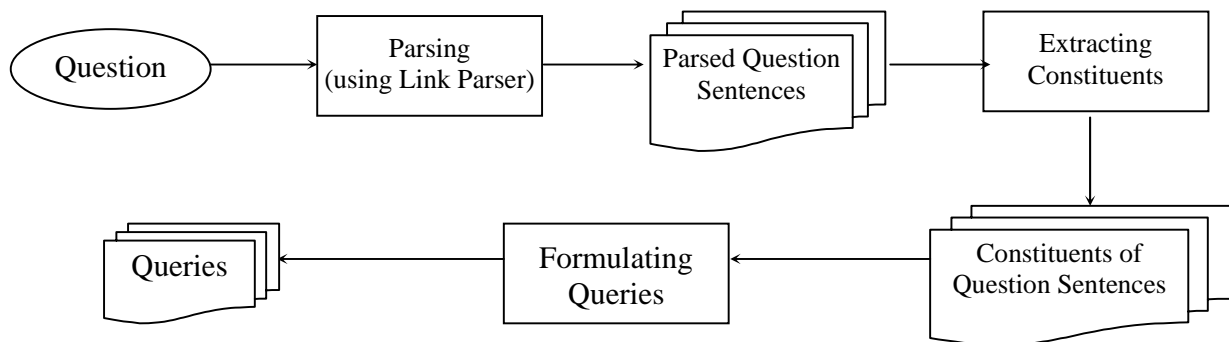 Question
Parsing
(using Link Parser)
Parsed Question
Sentences
Extracting
Constituents
Constituents of
Question Sentences
Formulating
Queries
Queries